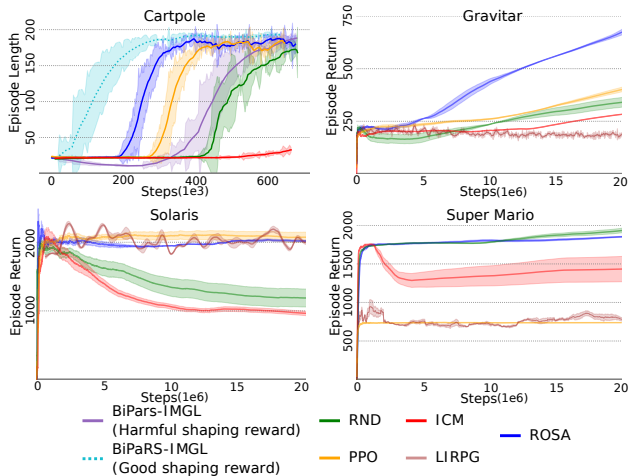 Cartpole
Gravitar
Episode Length
200
150
100
50
0
200
400
600
Steps(1e3)
Episode Return
750
500
250
0
5
10
15
20
Steps(1e6)
Solaris
Super Mario
Episode Return
2000
1000
0
5
10
15
20
Steps(1e6)
Episode Return
2000
1500
1000
500
0
5
10
15
20
Steps(1e6)
BiPars-IMGL
(Harmful shaping reward)
BiPaRS-IMGL
(Good shaping reward)
RND
PPO
ICM
LIRPG
ROSA